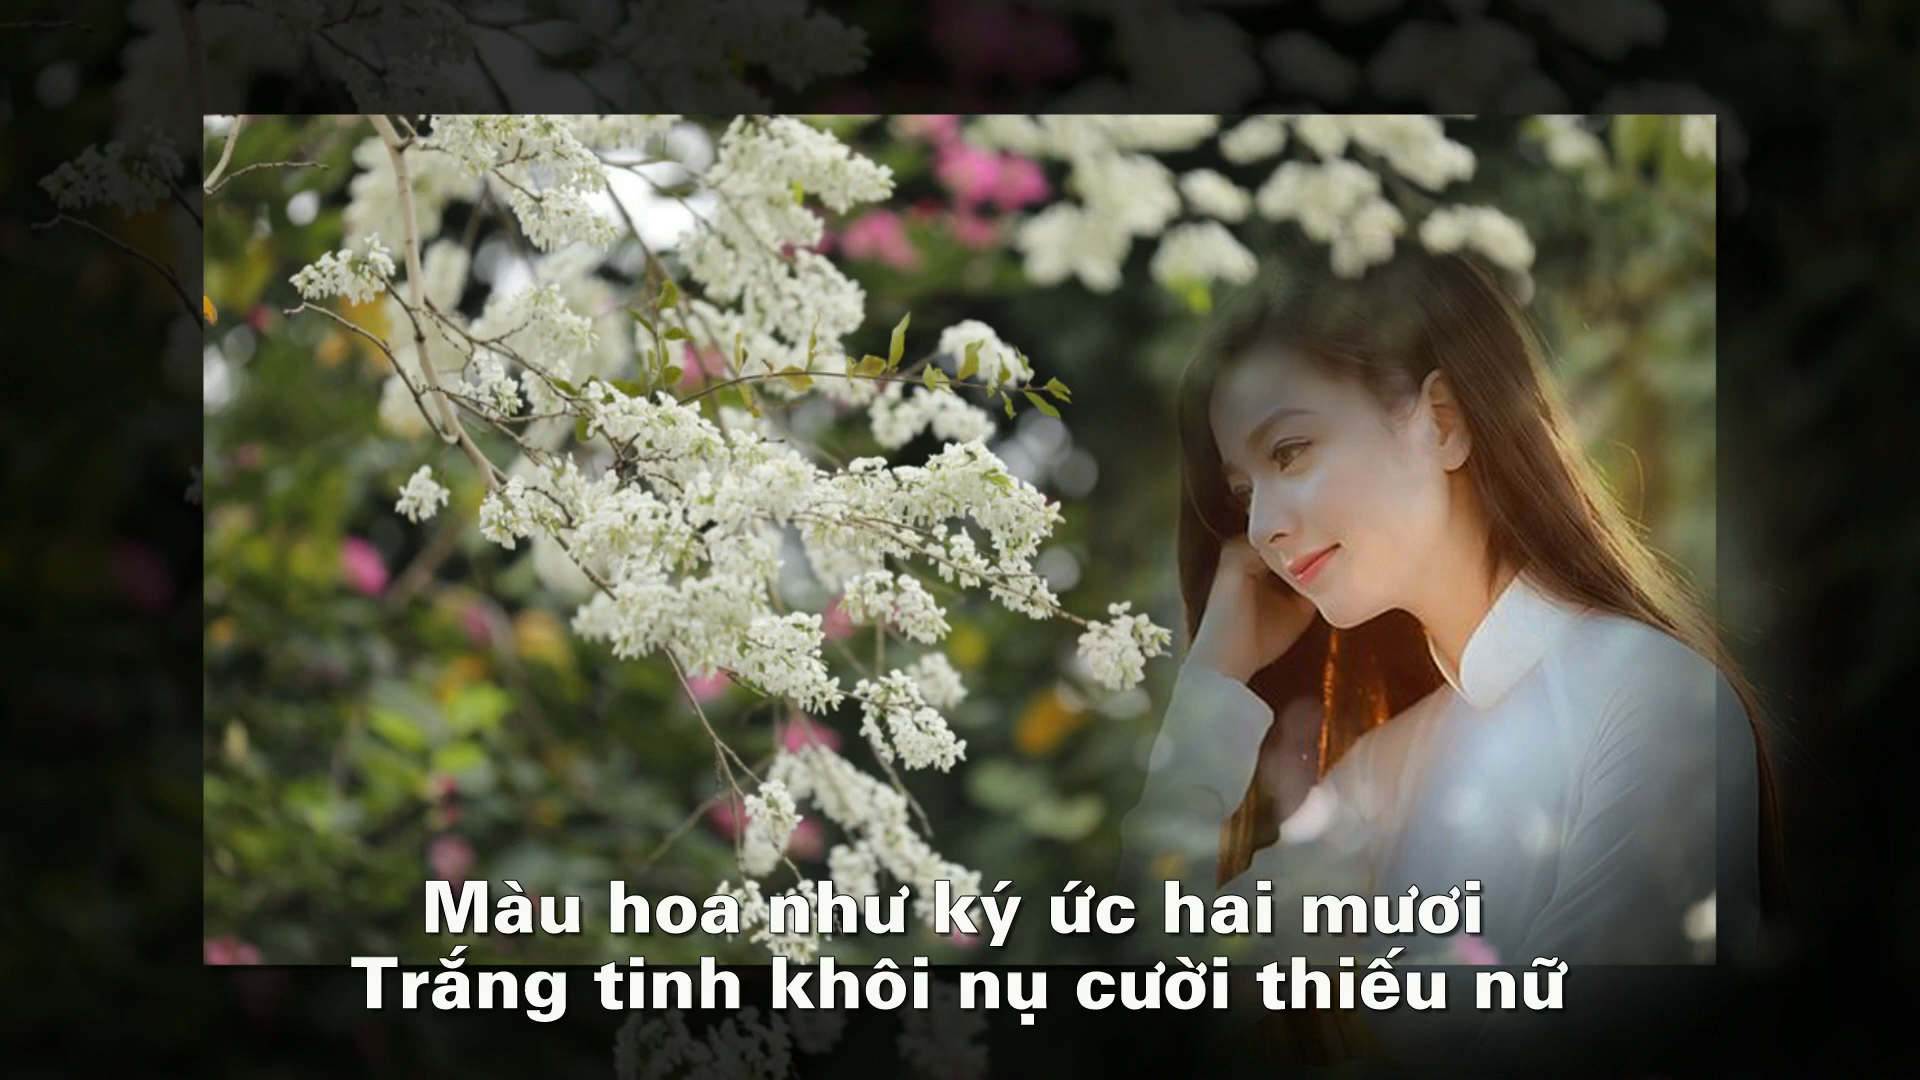 Màu hoa như ký ức hai mươi
Trắng tinh khôi nụ cười thiếu nữ